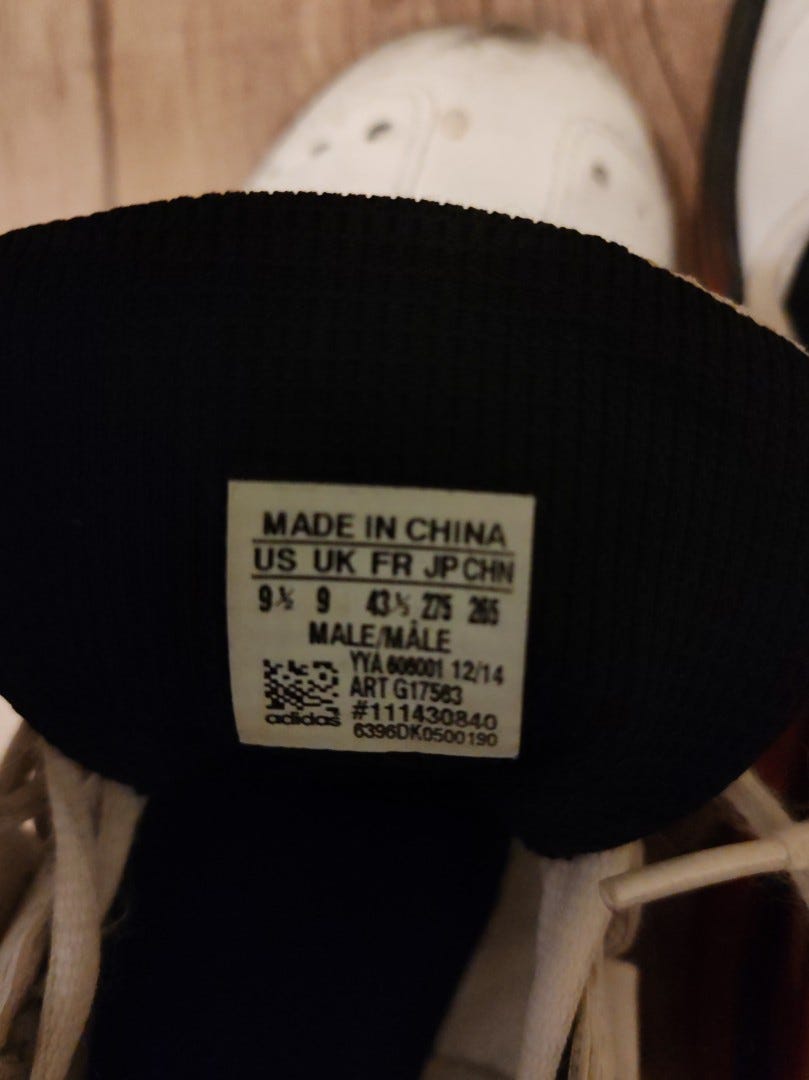 MADE IN CHINA
US UK FR JP CHN
9½ 9 43⅓ 275 265
MALE/MÂLE
YYA 606001 12/14
ART G17563
#111430840
adidas 6396DK0500190